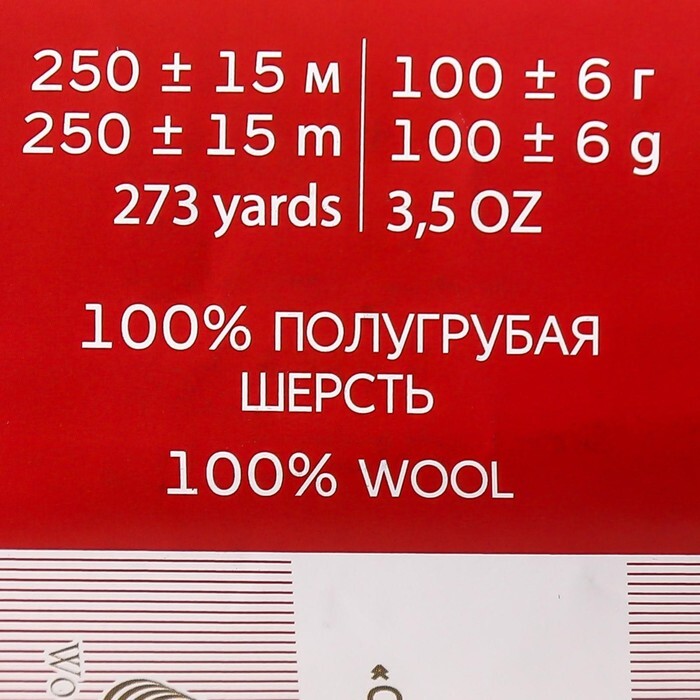 250 ± 15 м | 100 ± 6 г
250 ± 15 m | 100 ± 6 g
273 yards | 3,5 OZ
100% ПОЛУГРУБАЯ
ШЕРСТЬ
100% WOOL